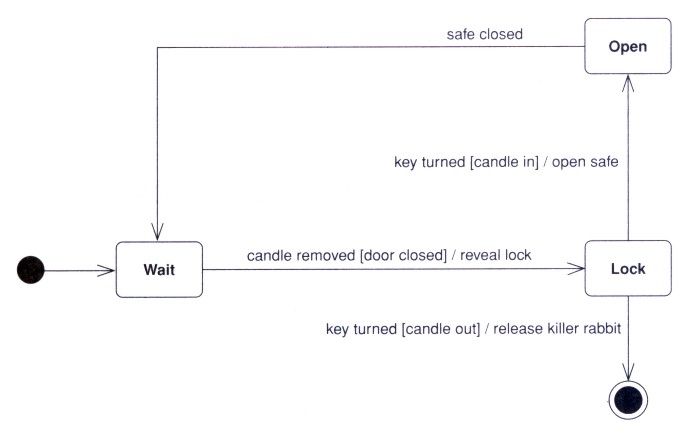 safe closed
Open
key turned [candle in] / open safe
candle removed [door closed] / reveal lock
Wait
Lock
key turned [candle out] / release killer rabbit